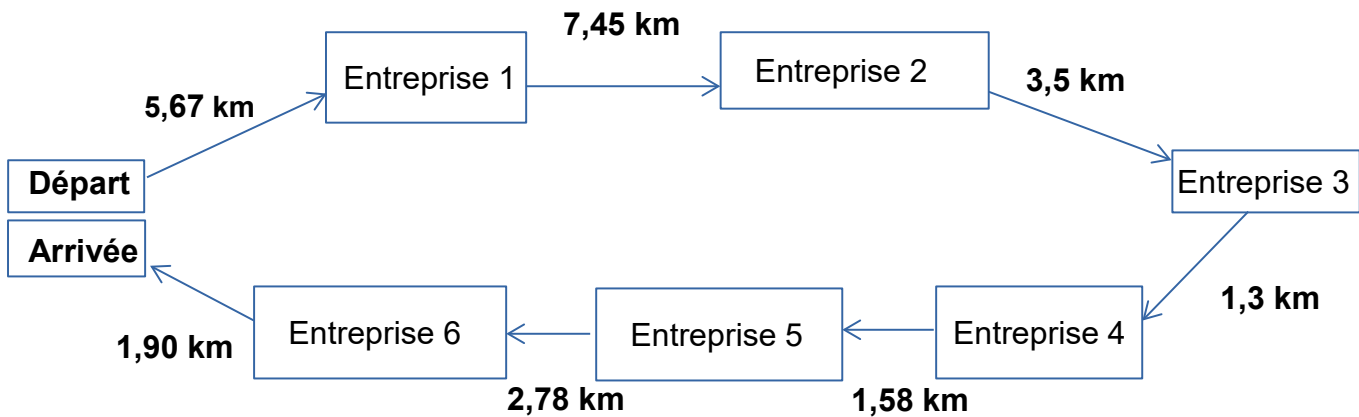 7,45 km
Entreprise 1
Entreprise 2
3,5 km
5,67 km
Départ
Entreprise 3
Arrivée
1,3 km
Entreprise 6
Entreprise 5
Entreprise 4
1,90 km
2,78 km
1,58 km